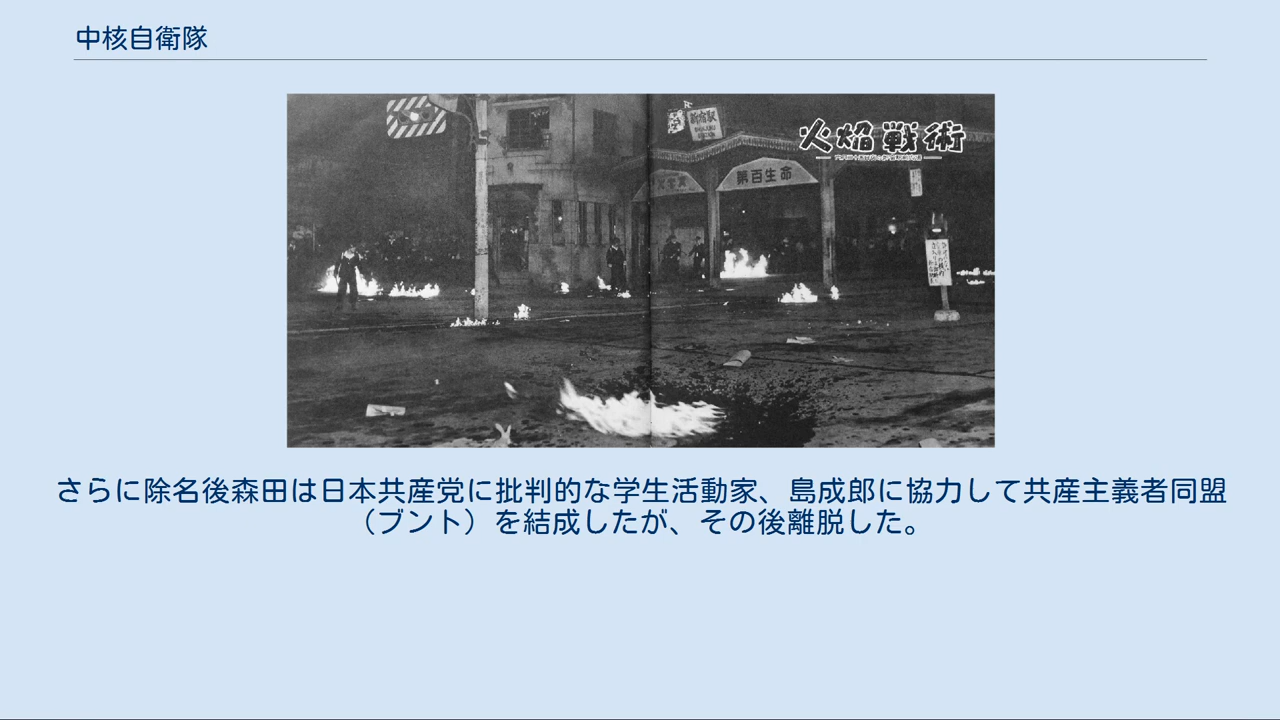 中核自衛隊
新宿駅
火焔戦術
第百生命
さらに除名後森田は日本共産党に批判的な学生活動家、島成郎に協力して共産主義者同盟
（ブント）を結成したが、その後離脱した。